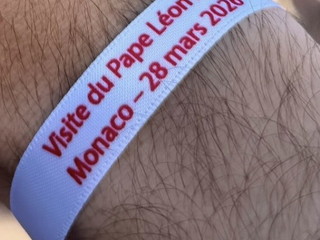 Visite du Pape Léon
Monaco – 28 mars 2026